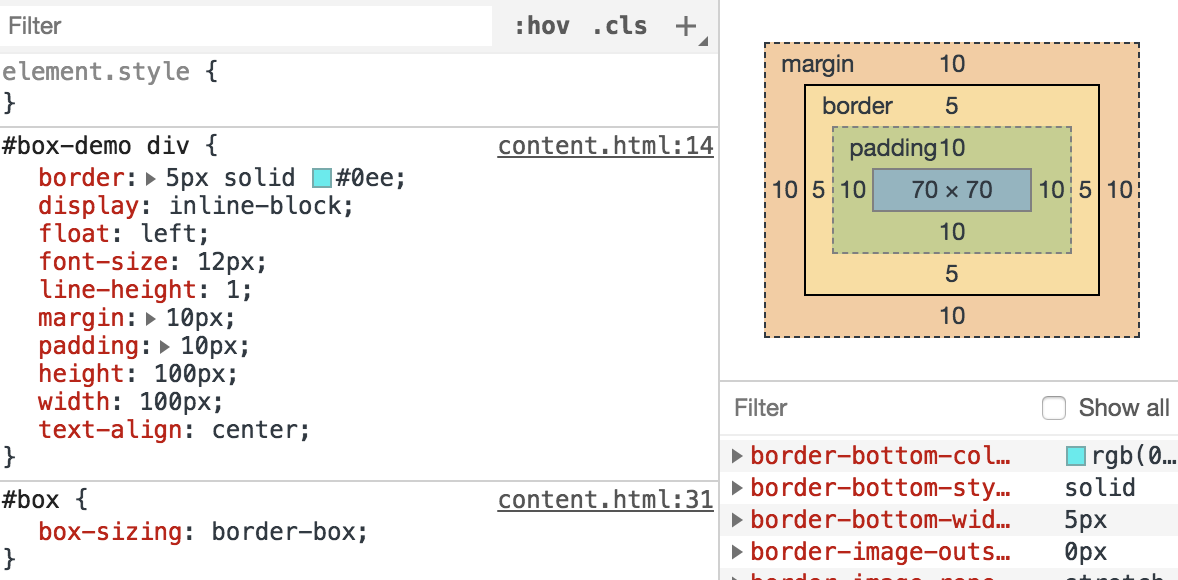 Filter :hov .cls +
element.style {
}
#box-demo div { content.html:14
border: 5px solid #0ee;
display: inline-block;
float: left;
font-size: 12px;
line-height: 1;
margin: 10px;
padding: 10px;
height: 100px;
width: 100px;
text-align: center;
}
#box { content.html:31
box-sizing: border-box;
}
margin 10
border 5
padding10
10 5 10 70 × 70 10 5 10
10
5
10
Filter Show all
border-bottom-col… rgb(0…
border-bottom-sty… solid
border-bottom-wid… 5px
border-image-outs… 0px